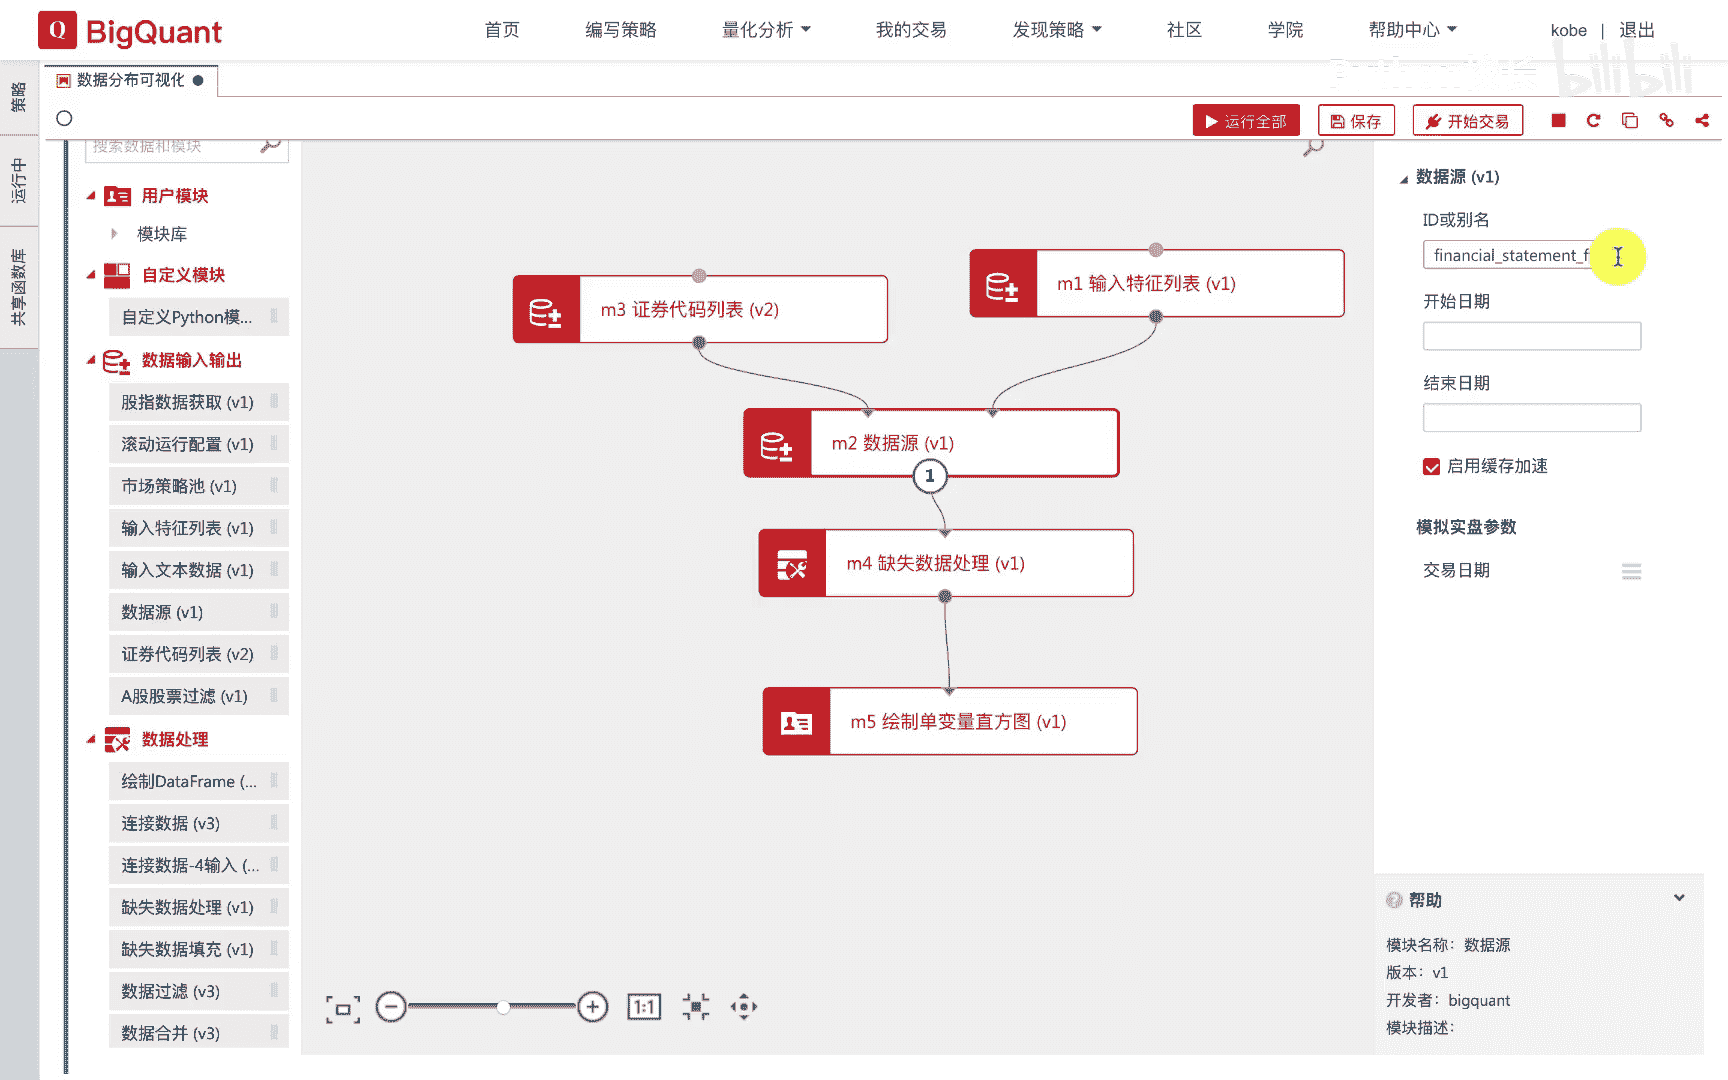 Q BigQuant
首页
编写策略
量化分析
我的交易
发现策略
社区
学院
帮助中心
kobe | 退出
数据分布可视化
bilibili
策略
运行中
共享函数库
运行全部
保存
开始交易
搜索数据和模块
用户模块
模块库
自定义模块
自定义Python模...
数据输入输出
股指数据获取 (v1)
滚动运行配置 (v1)
市场策略池 (v1)
输入特征列表 (v1)
输入文本数据 (v1)
数据源 (v1)
证券代码列表 (v2)
A股股票过滤 (v1)
数据处理
绘制DataFrame (...
连接数据 (v3)
连接数据-4输入 (...
缺失数据处理 (v1)
缺失数据填充 (v1)
数据过滤 (v3)
数据合并 (v3)
m3 证券代码列表 (v2)
m1 输入特征列表 (v1)
m2 数据源 (v1)
1
m4 缺失数据处理 (v1)
m5 绘制单变量直方图 (v1)
1:1
数据源 (v1)
ID或别名
financial_statement_f
开始日期
结束日期
启用缓存加速
模拟实盘参数
交易日期
帮助
模块名称：数据源
版本：v1
开发者：bigquant
模块描述：